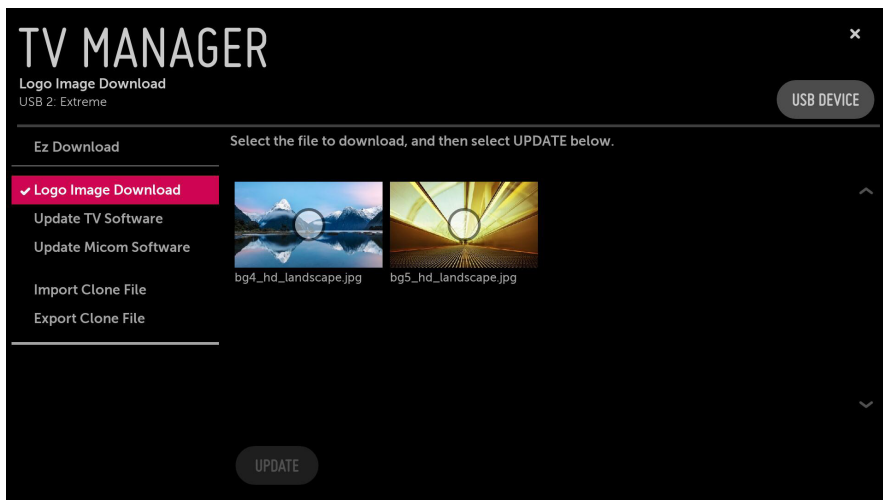 TV MANAGER
Logo Image Download
USB 2: Extreme
USB DEVICE
Ez Download
Select the file to download, and then select UPDATE below.
Logo Image Download
Update TV Software
Update Micom Software
bg4_hd_landscape.jpg
bg5_hd_landscape.jpg
Import Clone File
Export Clone File
UPDATE